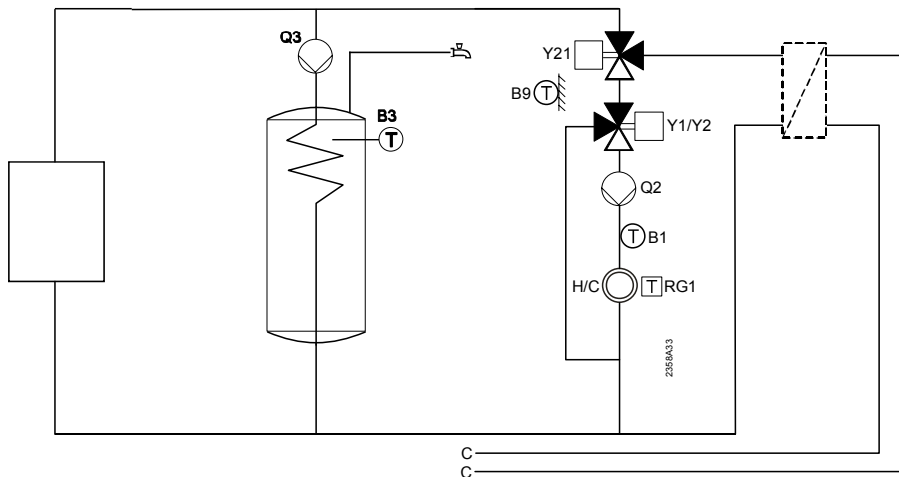 Q3
Y21
B9 T
B3
T
Y1/Y2
Q2
T B1
H/C T RG1
2358A33
C
C